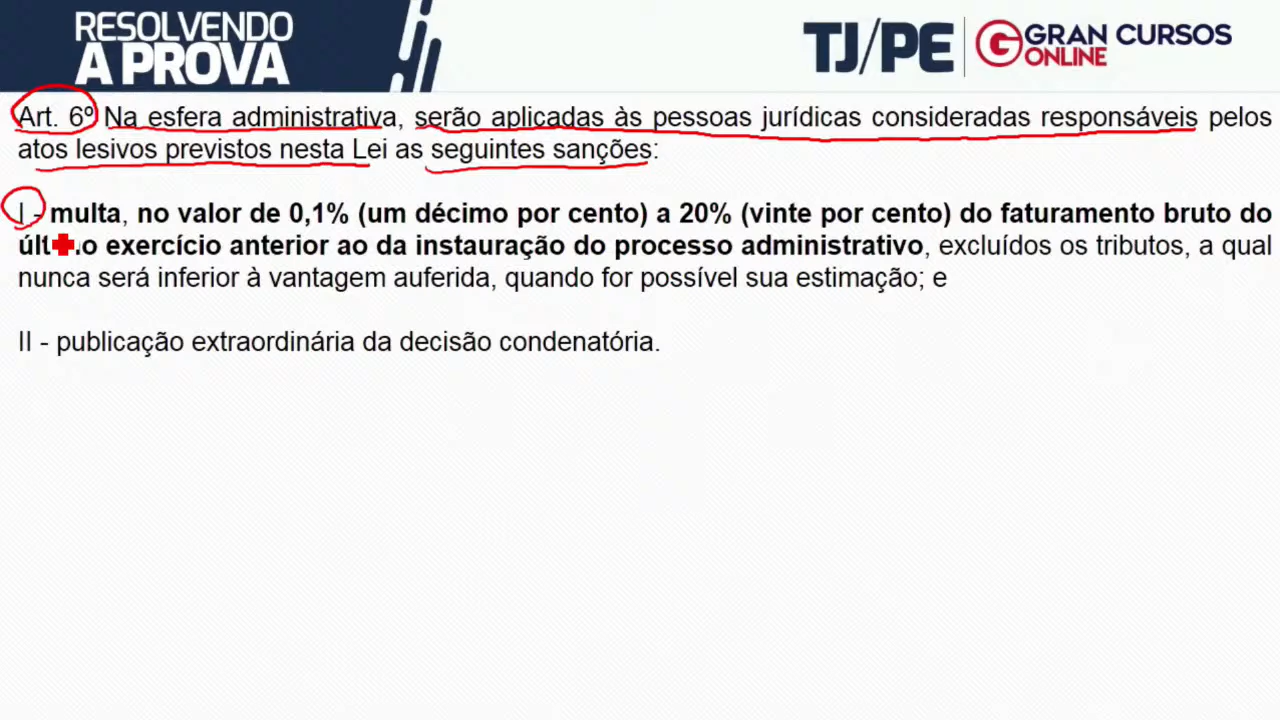 RESOLVENDO
A PROVA
TJ/PE
GRAN CURSOS
ONLINE
Art. 6º Na esfera administrativa, serão aplicadas às pessoas jurídicas consideradas responsáveis pelos
atos lesivos previstos nesta Lei as seguintes sanções:
I - multa, no valor de 0,1% (um décimo por cento) a 20% (vinte por cento) do faturamento bruto do
exercício anterior ao da instauração do processo administrativo, excluídos os tributos, a qual
nunca será inferior à vantagem auferida, quando for possível sua estimação; e
II - publicação extraordinária da decisão condenatória.